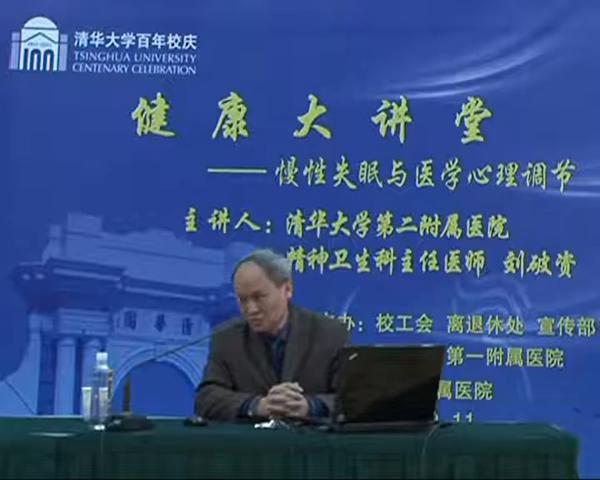 清华大学百年校庆
TSINGHUA UNIVERSITY
CENTENARY CELEBRATION
100
健康大讲堂
——慢性失眠与医学心理调节
主讲人：清华大学第二附属医院
精神卫生科主任医师 刘破资
办：校工会 离退休处 宣传部
第一附属医院
属医院
11